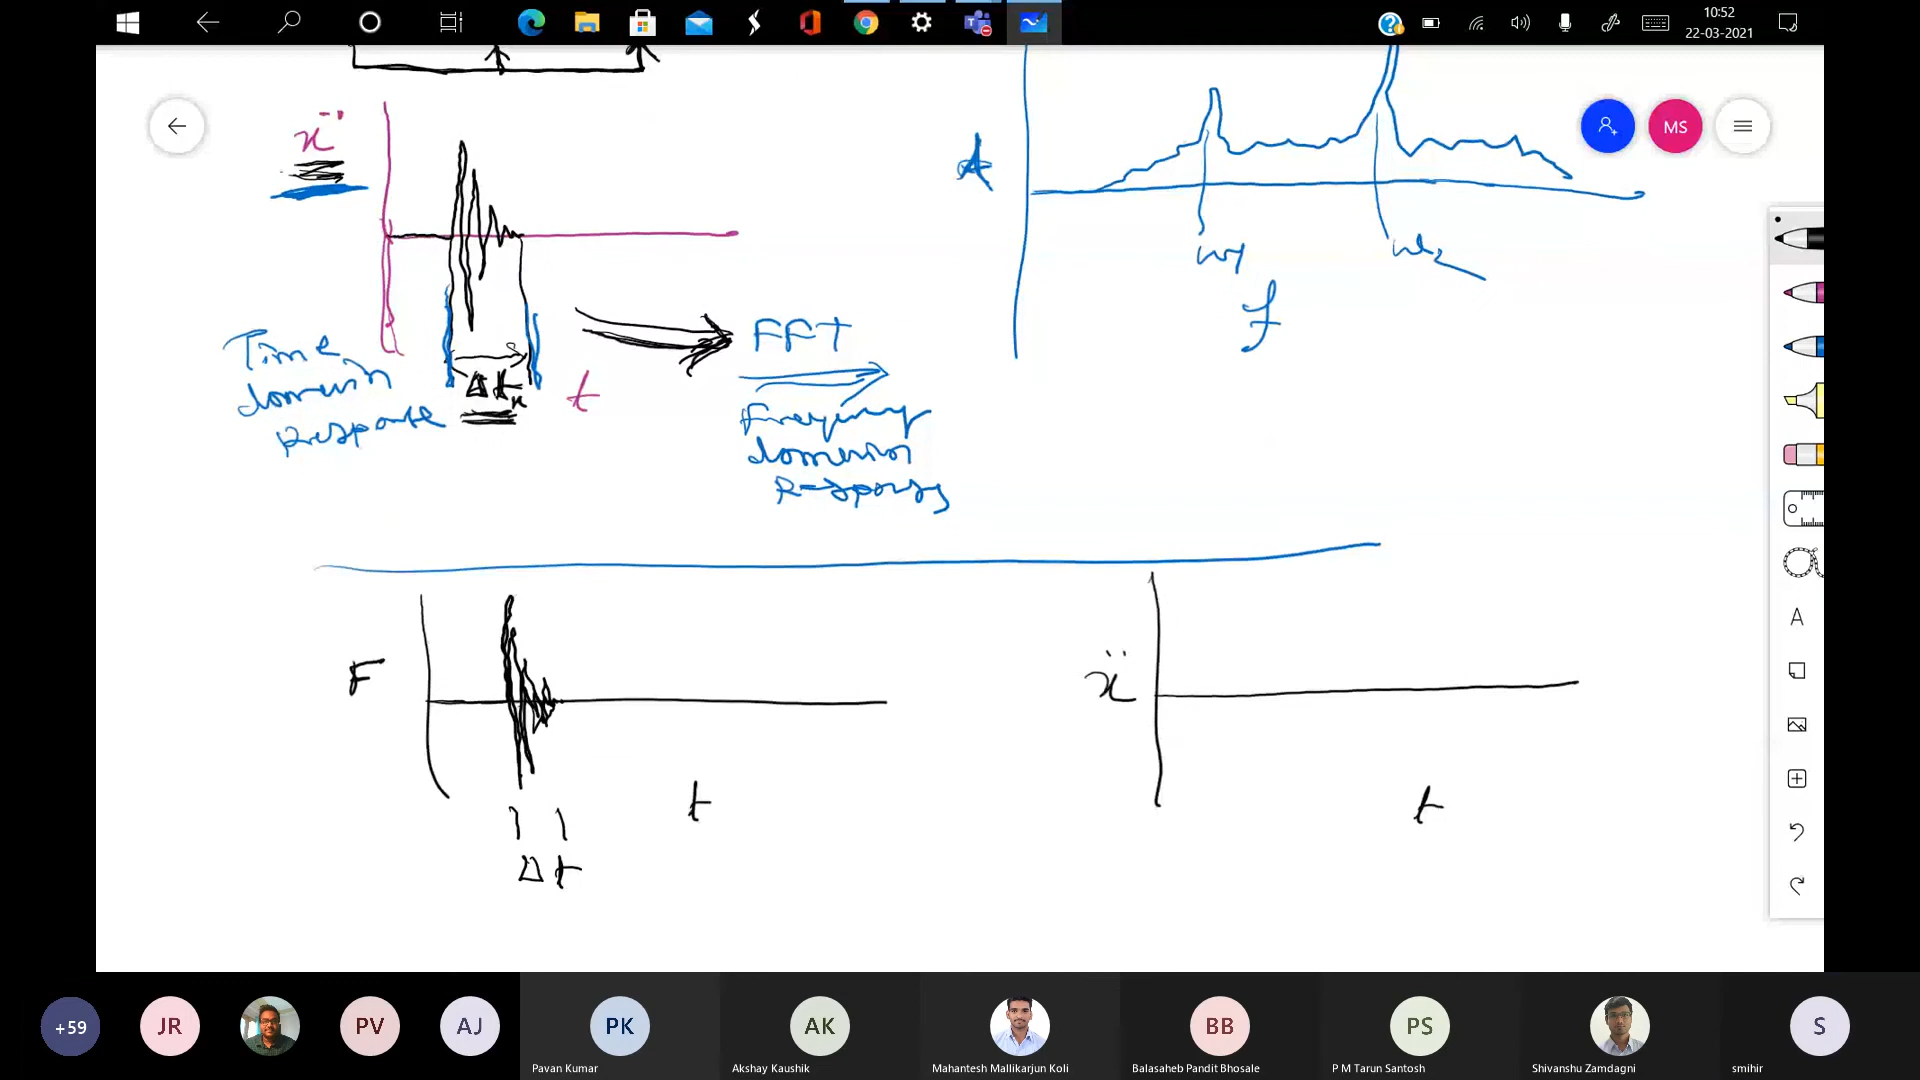 10:52
22-03-2021
ẍ
A
MS
ω1
ω2
f
Time
domain
Response
Δt
t
FFT
frequency
domain
Response
F
ẍ
t
t
Δt
A
+59
JR
PV
AJ
PK
AK
BB
PS
S
Pavan Kumar
Akshay Kaushik
Mahantesh Mallikarjun Koli
Balasaheb Pandit Bhosale
P M Tarun Santosh
Shivanshu Zamdagni
smihir